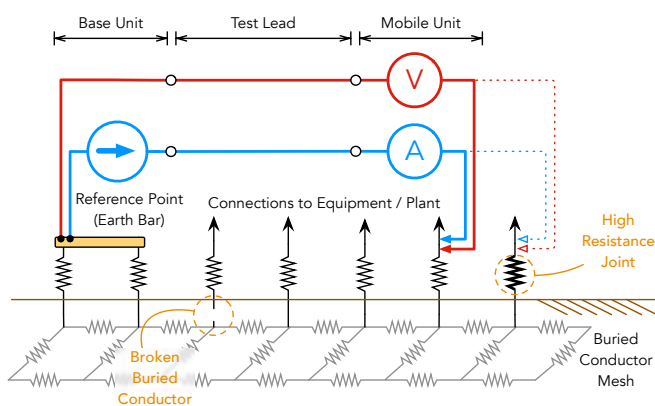 Base Unit
Test Lead
Mobile Unit
V
A
Reference Point
(Earth Bar)
Connections to Equipment / Plant
High
Resistance
Joint
Broken
Buried
Conductor
Buried
Conductor
Mesh